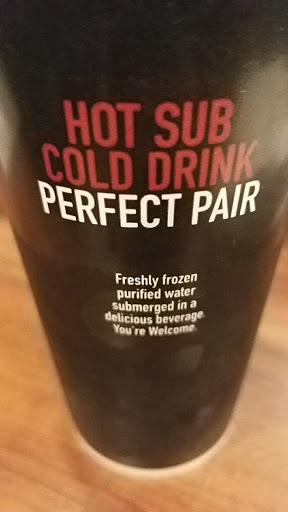 HOT SUB
COLD DRINK
PERFECT PAIR
Freshly frozen
purified water
submerged in a
delicious beverage.
You're Welcome.